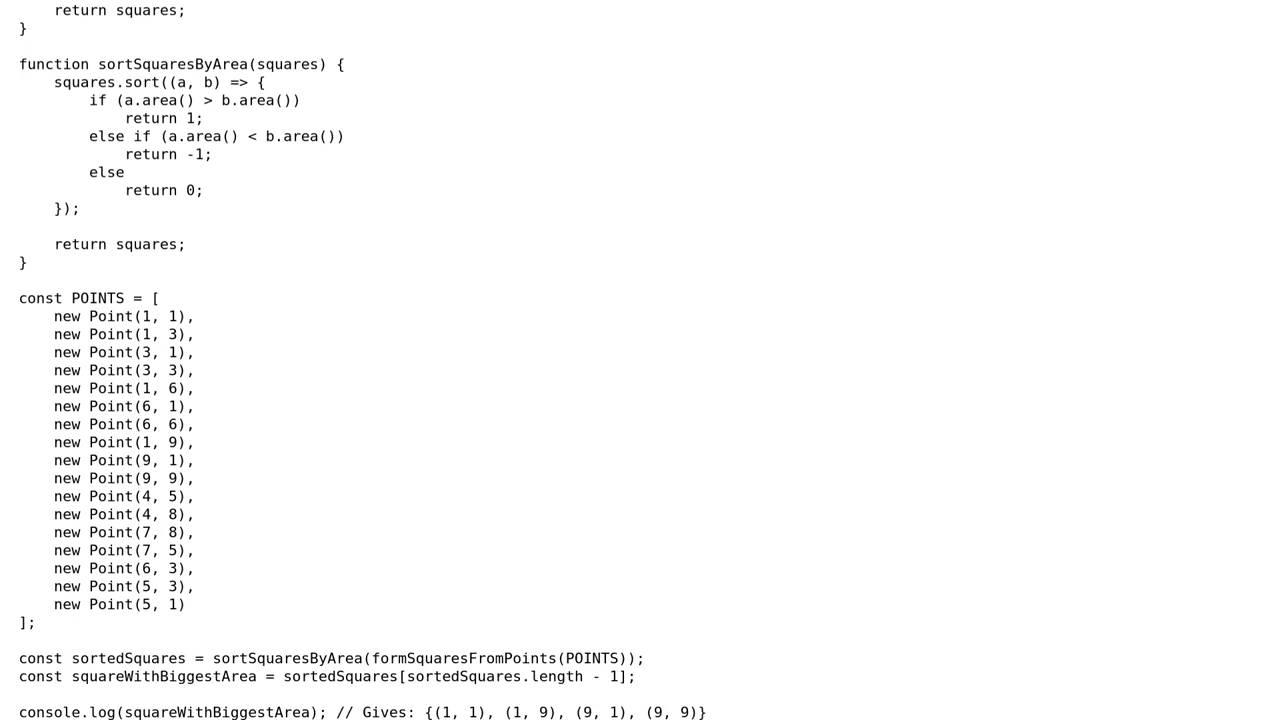 return squares;
}

function sortSquaresByArea(squares) {
    squares.sort((a, b) => {
        if (a.area() > b.area())
            return 1;
        else if (a.area() < b.area())
            return -1;
        else
            return 0;
    });

    return squares;
}

const POINTS = [
    new Point(1, 1),
    new Point(1, 3),
    new Point(3, 1),
    new Point(3, 3),
    new Point(1, 6),
    new Point(6, 1),
    new Point(6, 6),
    new Point(1, 9),
    new Point(9, 1),
    new Point(9, 9),
    new Point(4, 5),
    new Point(4, 8),
    new Point(7, 8),
    new Point(7, 5),
    new Point(6, 3),
    new Point(5, 3),
    new Point(5, 1)
];

const sortedSquares = sortSquaresByArea(formSquaresFromPoints(POINTS));
const squareWithBiggestArea = sortedSquares[sortedSquares.length - 1];

console.log(squareWithBiggestArea); // Gives: {(1, 1), (1, 9), (9, 1), (9, 9)}